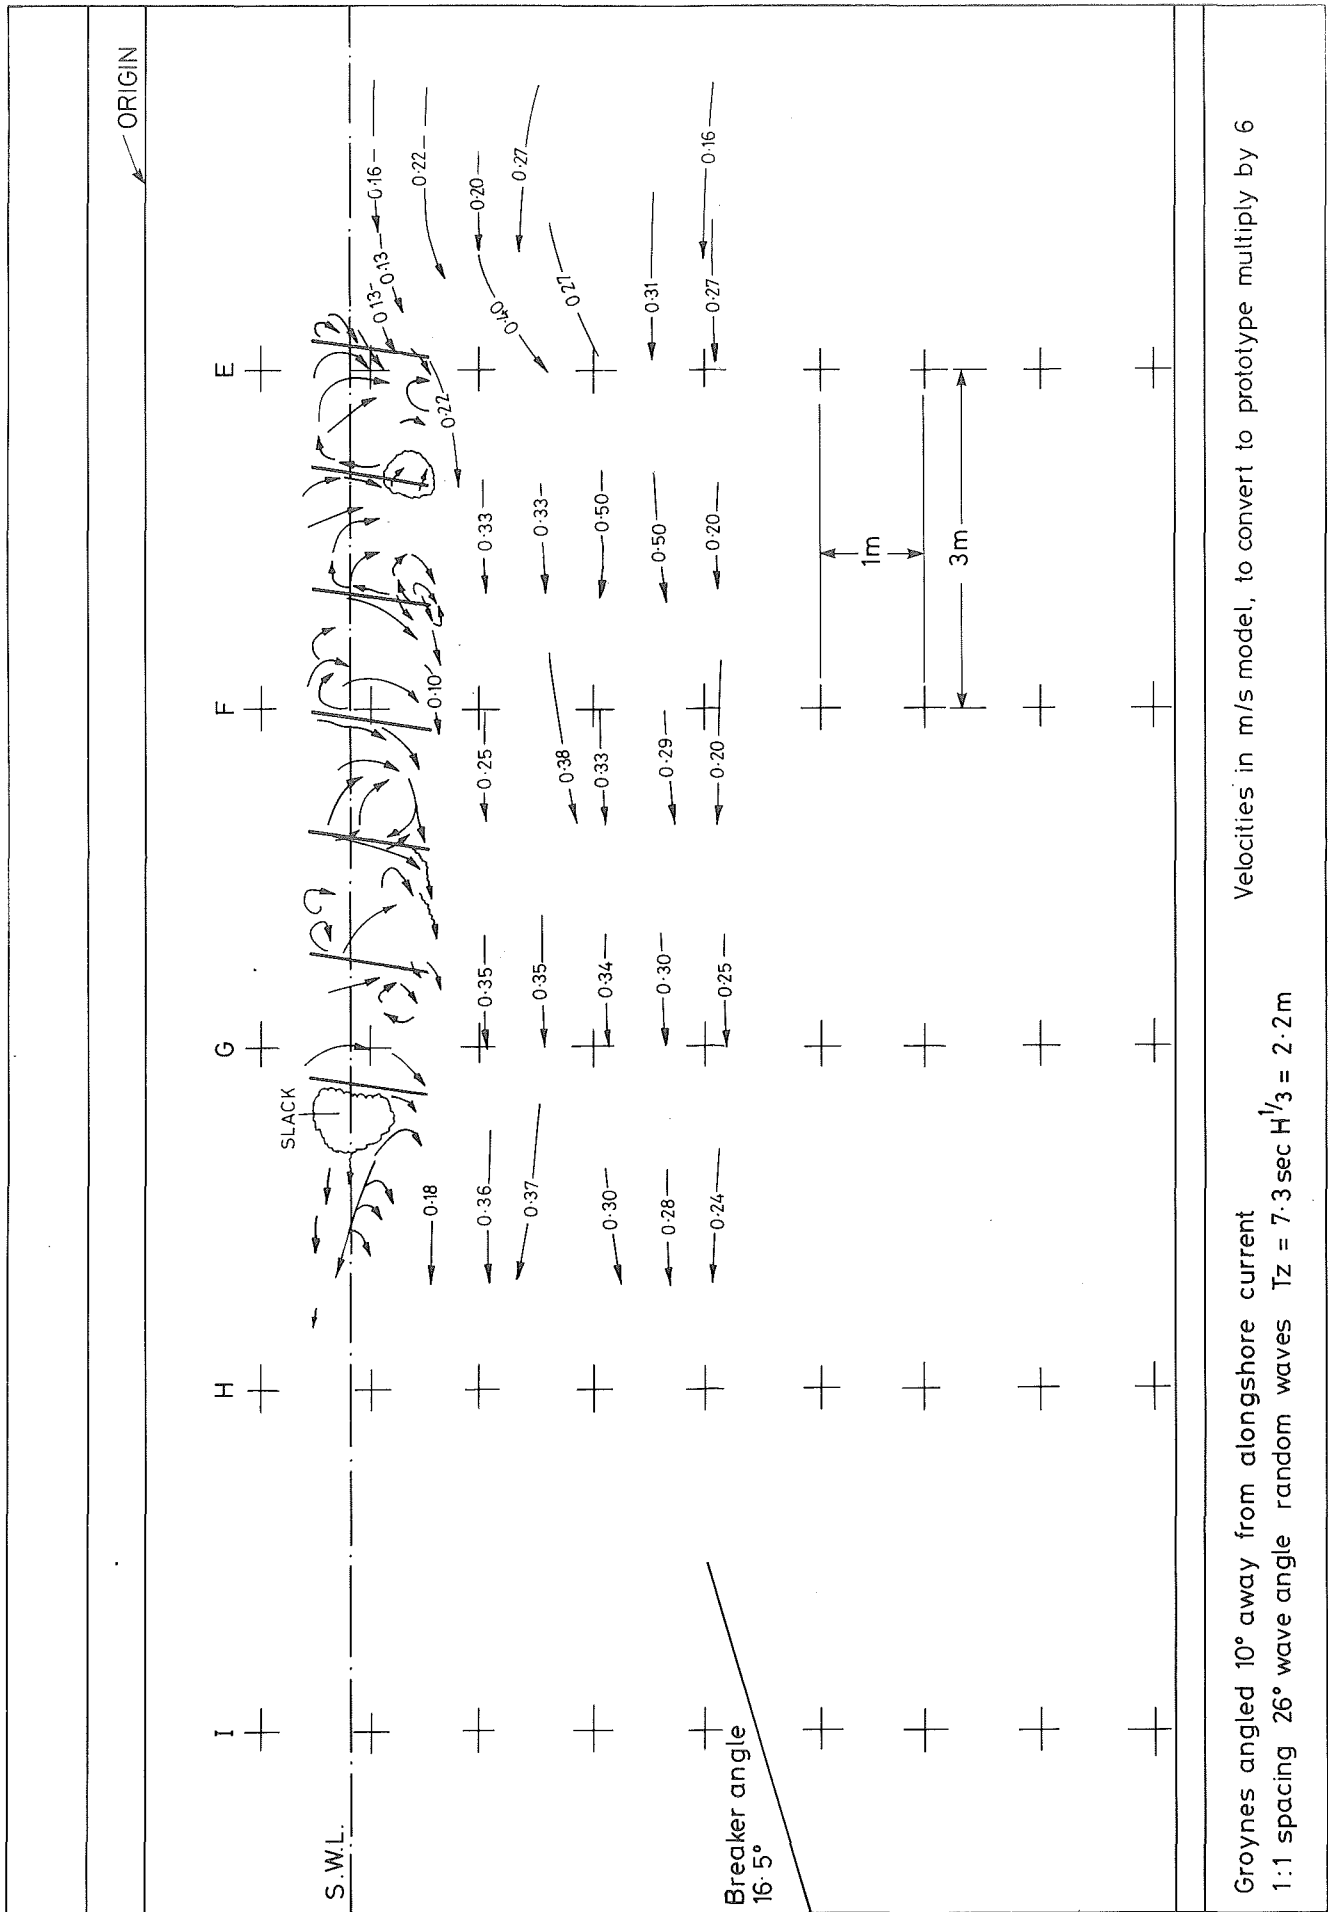 ORIGIN
I
H
G
F
E
S.W.L.
SLACK
0·16
0·13
0·13
0·22
0·20
0·27
0·40
0·27
0·31
0·16
0·27
0·22
0·33
0·33
0·50
0·50
0·20
0·10
0·25
0·38
0·33
0·29
0·20
0·35
0·35
0·34
0·30
0·25
0·18
0·36
0·37
0·30
0·28
0·24
1m
3m
Breaker angle
16·5°
Groynes angled 10° away from alongshore current
1:1 spacing 26° wave angle random waves Tz = 7·3 sec H1/3 = 2·2m
Velocities in m/s model, to convert to prototype multiply by 6